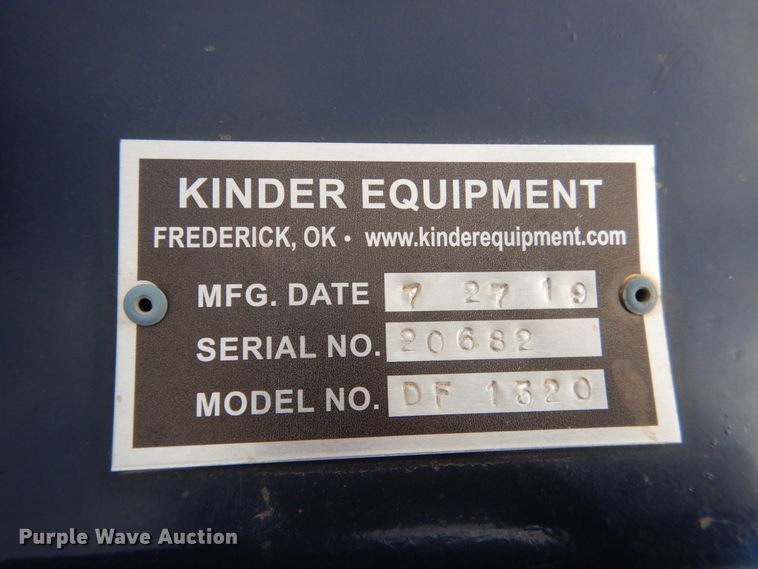 KINDER EQUIPMENT
FREDERICK, OK • www.kinderequipment.com
MFG. DATE 7 27 19
SERIAL NO. 20682
MODEL NO. DF 1320
Purple Wave Auction